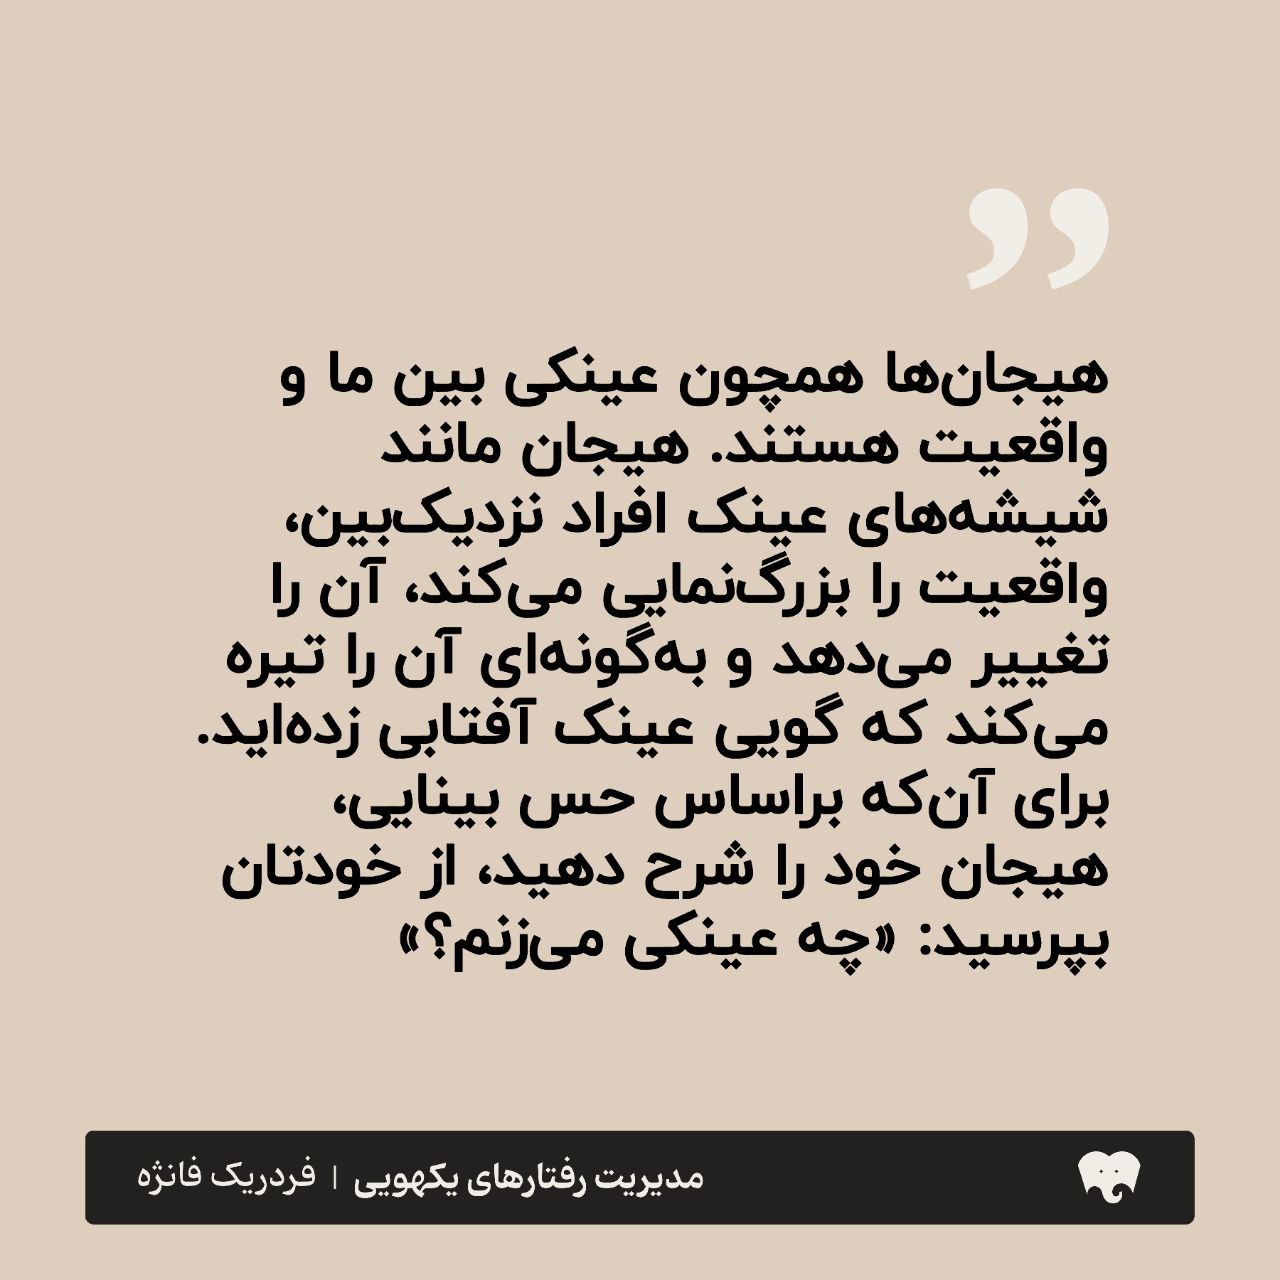 ”
هیجان‌ها همچون عینکی بین ما و
واقعیت هستند. هیجان مانند
شیشه‌های عینک افراد نزدیک‌بین،
واقعیت را بزرگ‌نمایی می‌کند، آن را
تغییر می‌دهد و به‌گونه‌ای آن را تیره
می‌کند که گویی عینک آفتابی زده‌اید.
برای آن‌که براساس حس بینایی،
هیجان خود را شرح دهید، از خودتان
بپرسید: «چه عینکی می‌زنم؟»
مدیریت رفتارهای یکهویی | فردریک فانژه